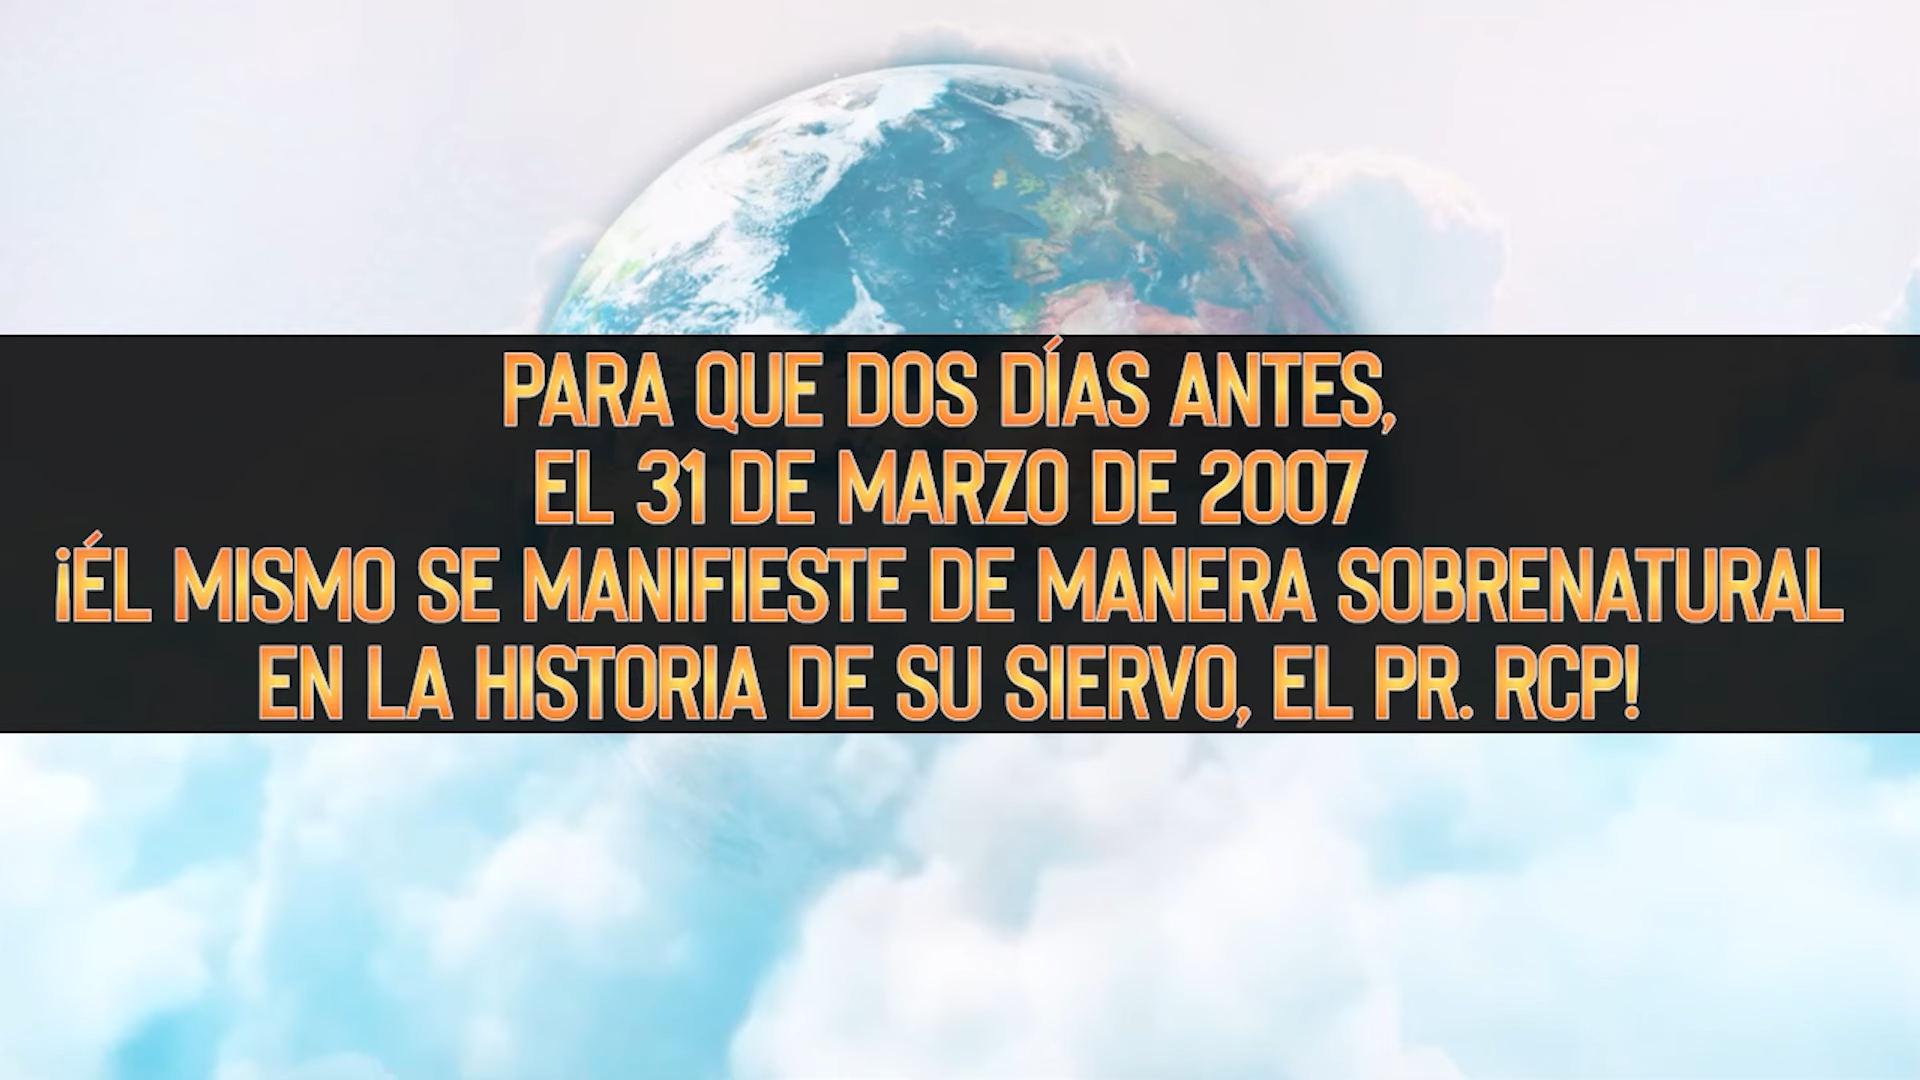 PARA QUE DOS DÍAS ANTES,
EL 31 DE MARZO DE 2007
¡ÉL MISMO SE MANIFIESTE DE MANERA SOBRENATURAL
EN LA HISTORIA DE SU SIERVO, EL PR. RCP!